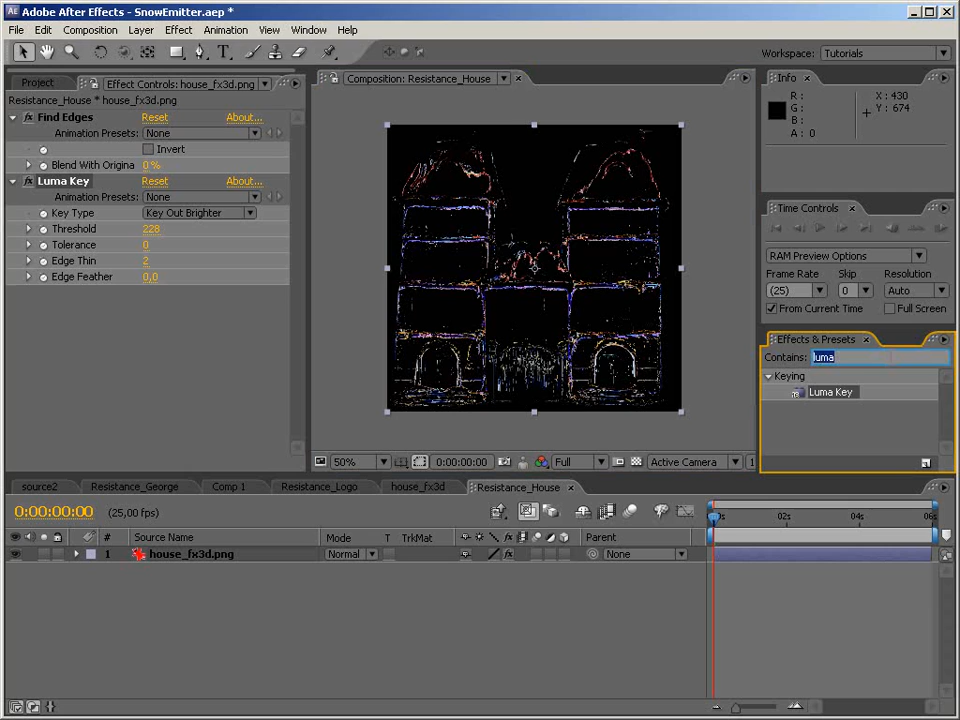 Adobe After Effects - SnowEmitter.aep *
File Edit Composition Layer Effect Animation View Window Help
Workspace: Tutorials
Project Effect Controls: house_fx3d.png
Resistance_House * house_fx3d.png
Find Edges Reset About...
Animation Presets: None
Invert
Blend With Origina 0 %
Luma Key Reset About...
Animation Presets: None
Key Type Key Out Brighter
Threshold 228
Tolerance 0
Edge Thin 2
Edge Feather 0,0
Composition: Resistance_House
50% 0:00:00:00 Full Active Camera 1
Info
R : X : 430
G : Y : 674
B :
A : 0
Time Controls
RAM Preview Options
Frame Rate Skip Resolution
(25) 0 Auto
From Current Time Full Screen
Effects & Presets
Contains: luma
Keying
Luma Key
source2 Resistance_George Comp 1 Resistance_Logo house_fx3d Resistance_House
0:00:00:00 (25,00 fps)
0s 02s 04s 06s
# Source Name Mode T TrkMat Parent
1 house_fx3d.png Normal None